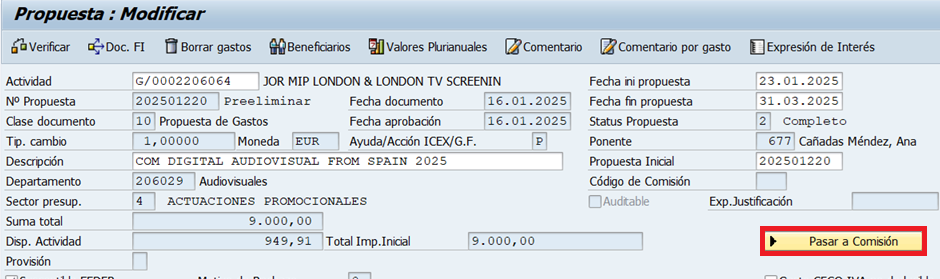 Propuesta : Modificar
Verificar Doc. FI Borrar gastos Beneficiarios Valores Plurianuales Comentario Comentario por gasto Expresión de Interés
Actividad G/0002206064 JOR MIP LONDON & LONDON TV SCREENIN Fecha ini propuesta 23.01.2025
Nº Propuesta 202501220 Preeliminar Fecha documento 16.01.2025 Fecha fin propuesta 31.03.2025
Clase documento 10 Propuesta de Gastos Fecha aprobación 16.01.2025 Status Propuesta 2 Completo
Tip. cambio 1,00000 Moneda EUR Ayuda/Acción ICEX/G.F. P Ponente 677 Cañadas Méndez, Ana
Descripción COM DIGITAL AUDIOVISUAL FROM SPAIN 2025 Propuesta Inicial 202501220
Departamento 206029 Audiovisuales Código de Comisión
Sector presup. 4 ACTUACIONES PROMOCIONALES Auditable Exp.Justificación
Suma total 9.000,00
Disp. Actividad 949,91 Total Imp.Inicial 9.000,00 Pasar a Comisión
Provisión